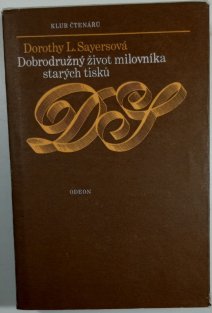 KLUB ČTENÁŘŮ
Dorothy L. Sayersová
Dobrodružný život milovníka
starých tisků
DS
ODEON